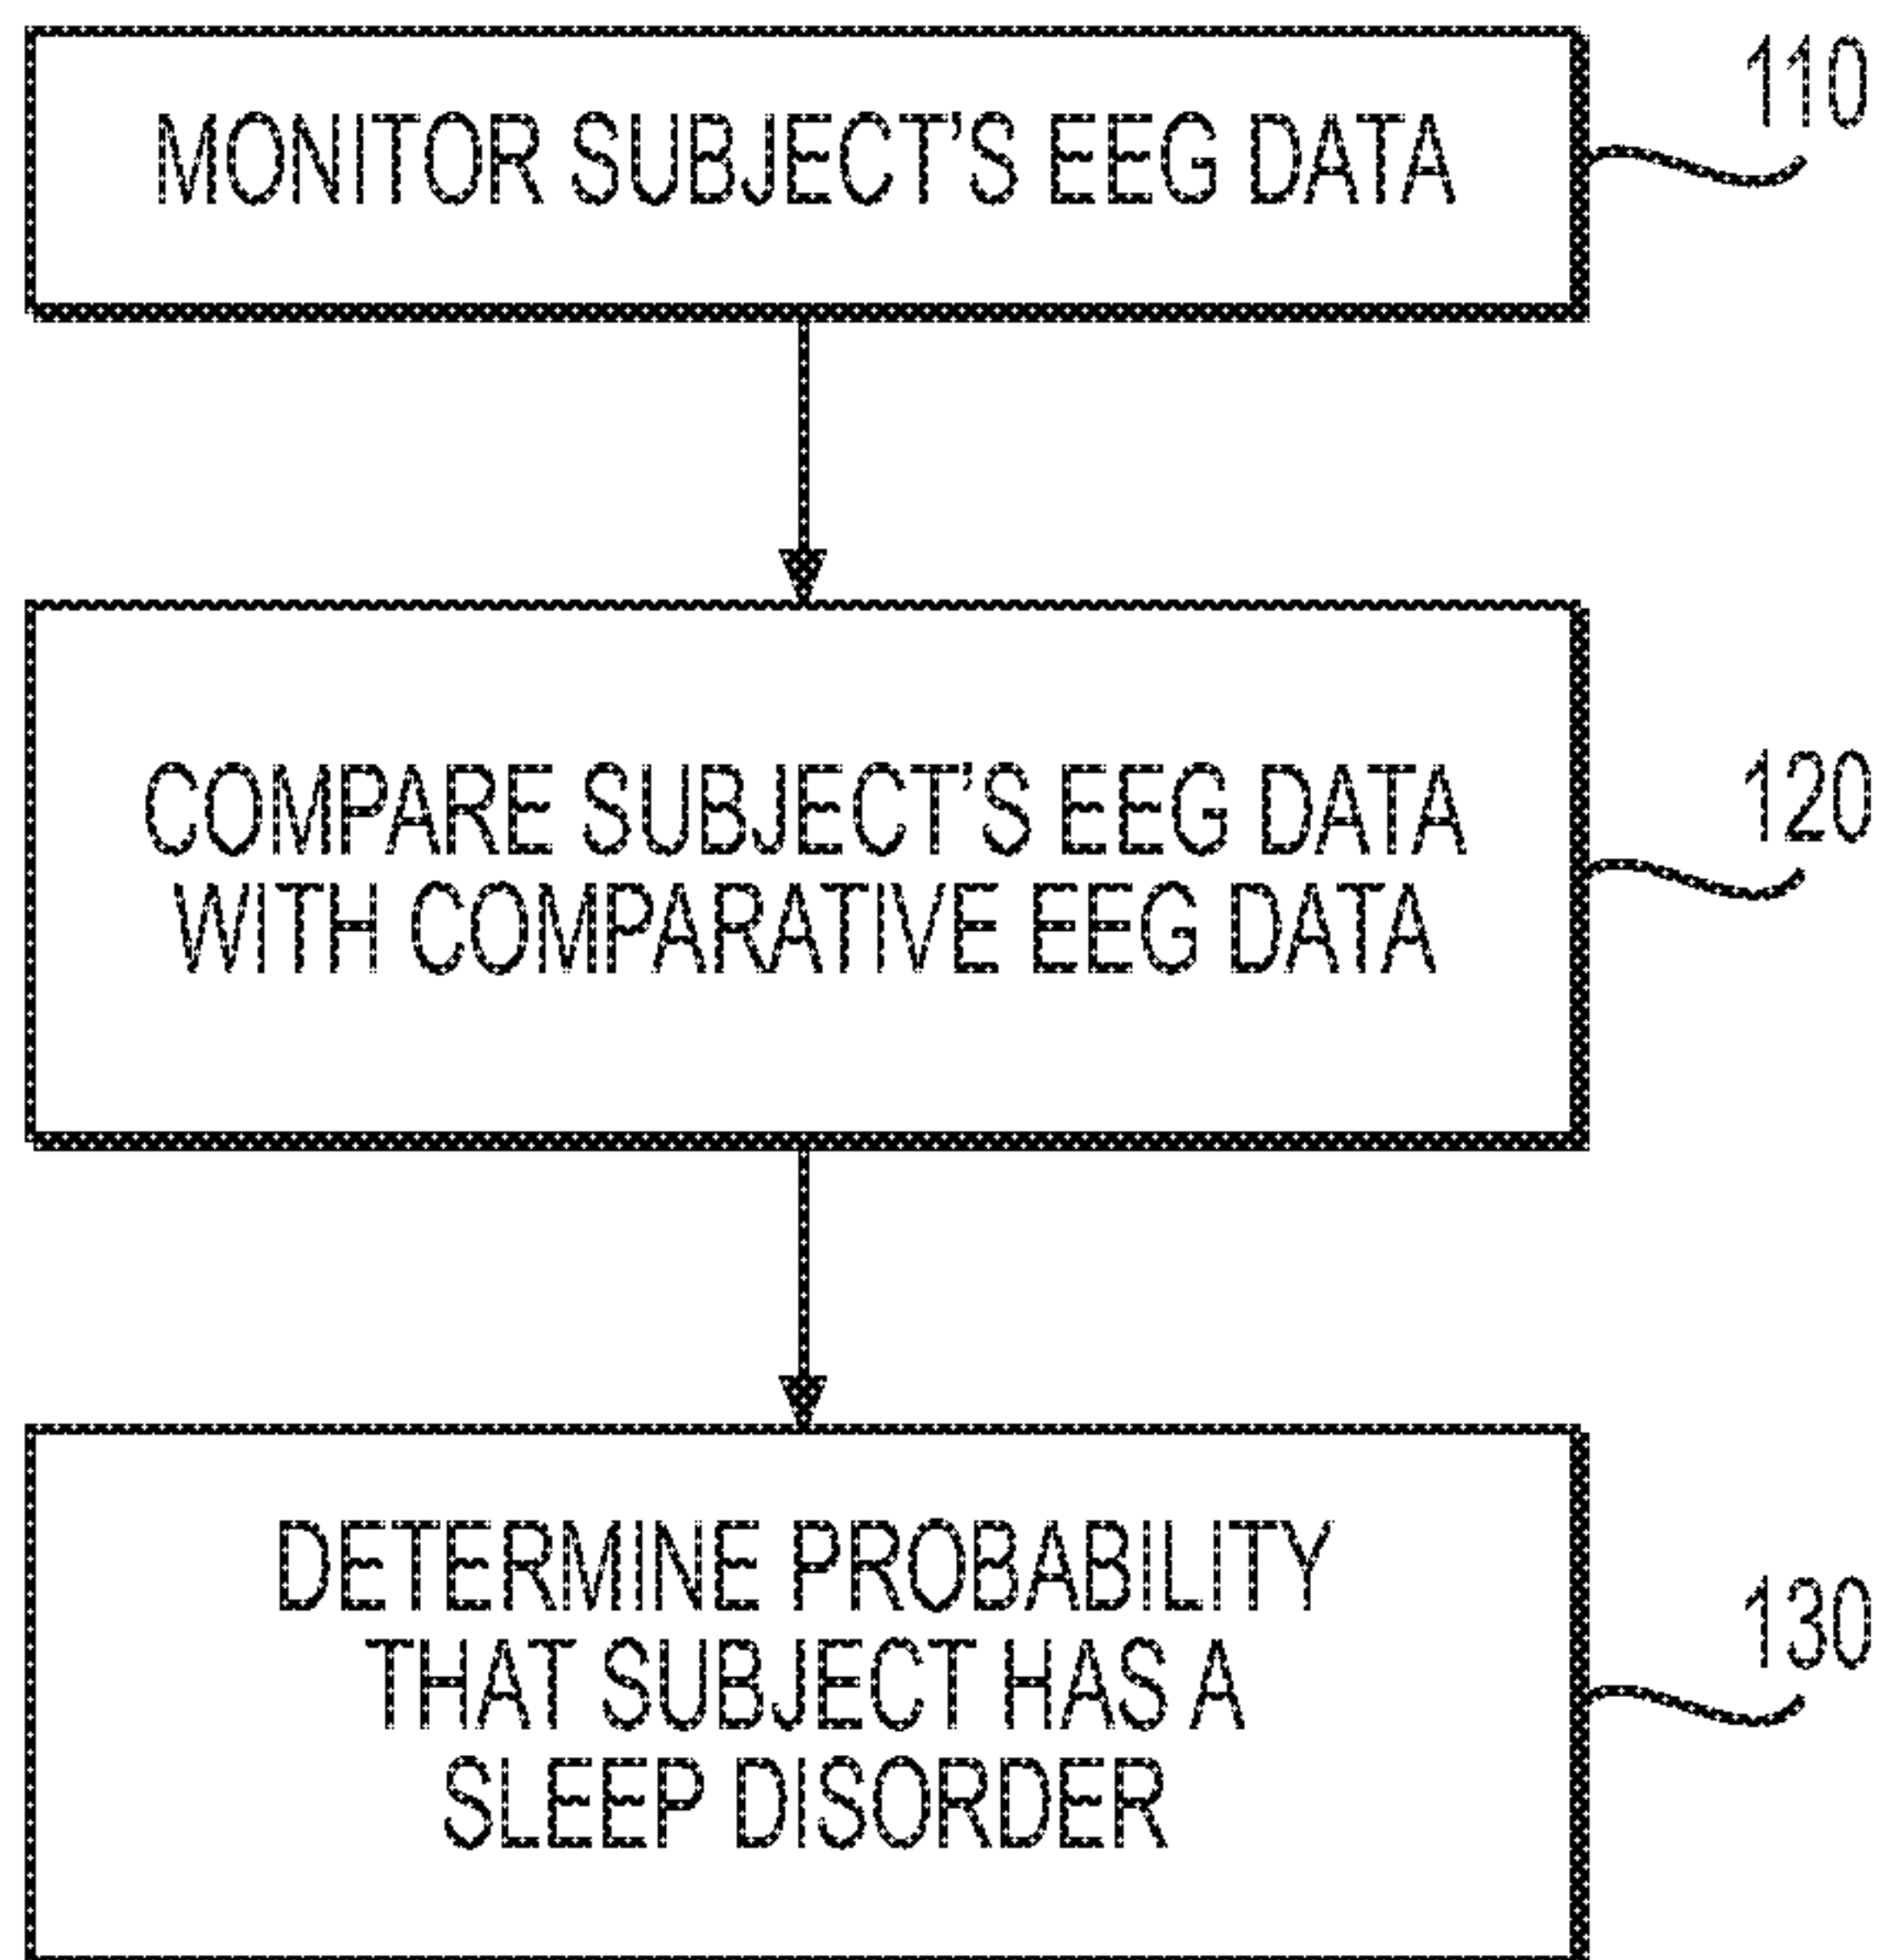 MONITOR SUBJECT'S EEG DATA
110
COMPARE SUBJECT'S EEG DATA
WITH COMPARATIVE EEG DATA
120
DETERMINE PROBABILITY
THAT SUBJECT HAS A
SLEEP DISORDER
130